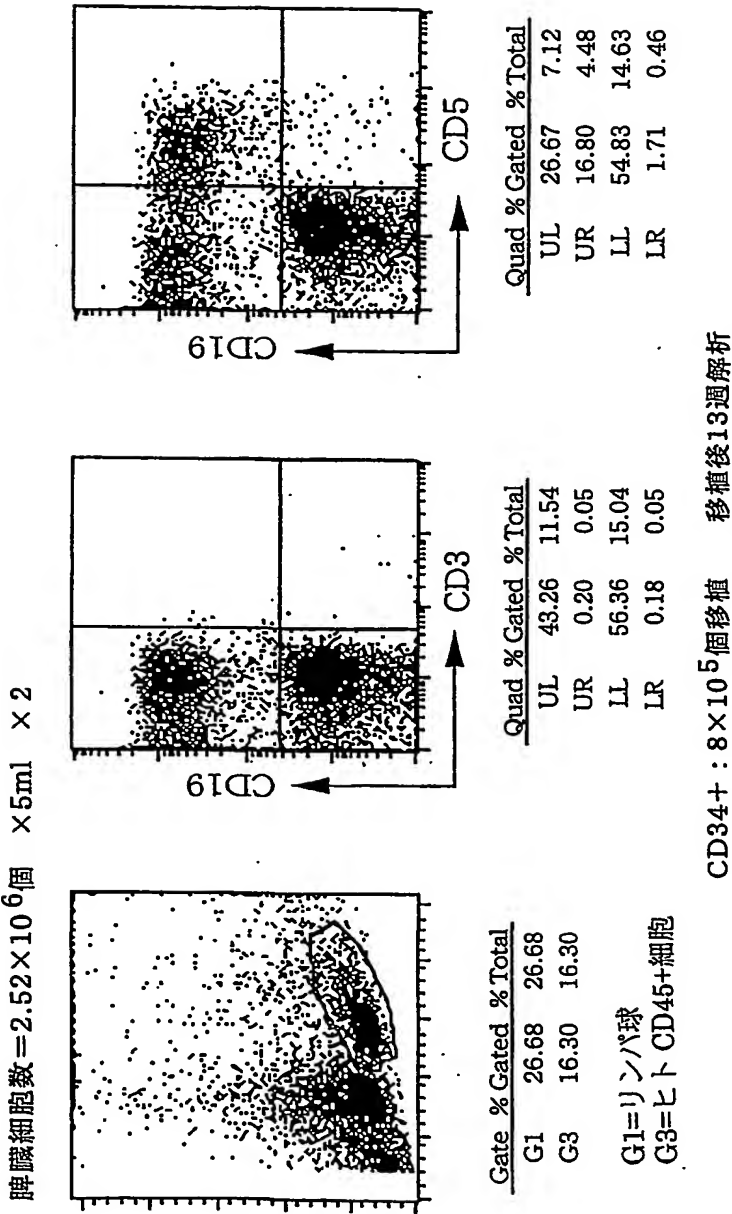 脾臓細胞数=2.52×10⁶個 ×5ml ×2
Gate %Gated %Total
G1 26.68 26.68
G3 16.30 16.30
G1=リンパ球
G3=ヒトCD45+細胞
CD19
CD3
Quad %Gated %Total
UL 43.26 11.54
UR 0.20 0.05
LL 56.36 15.04
LR 0.18 0.05
CD19
CD5
Quad %Gated %Total
UL 26.67 7.12
UR 16.80 4.48
LL 54.83 14.63
LR 1.71 0.46
CD34+:8×10⁵個移植 移植後13週解析